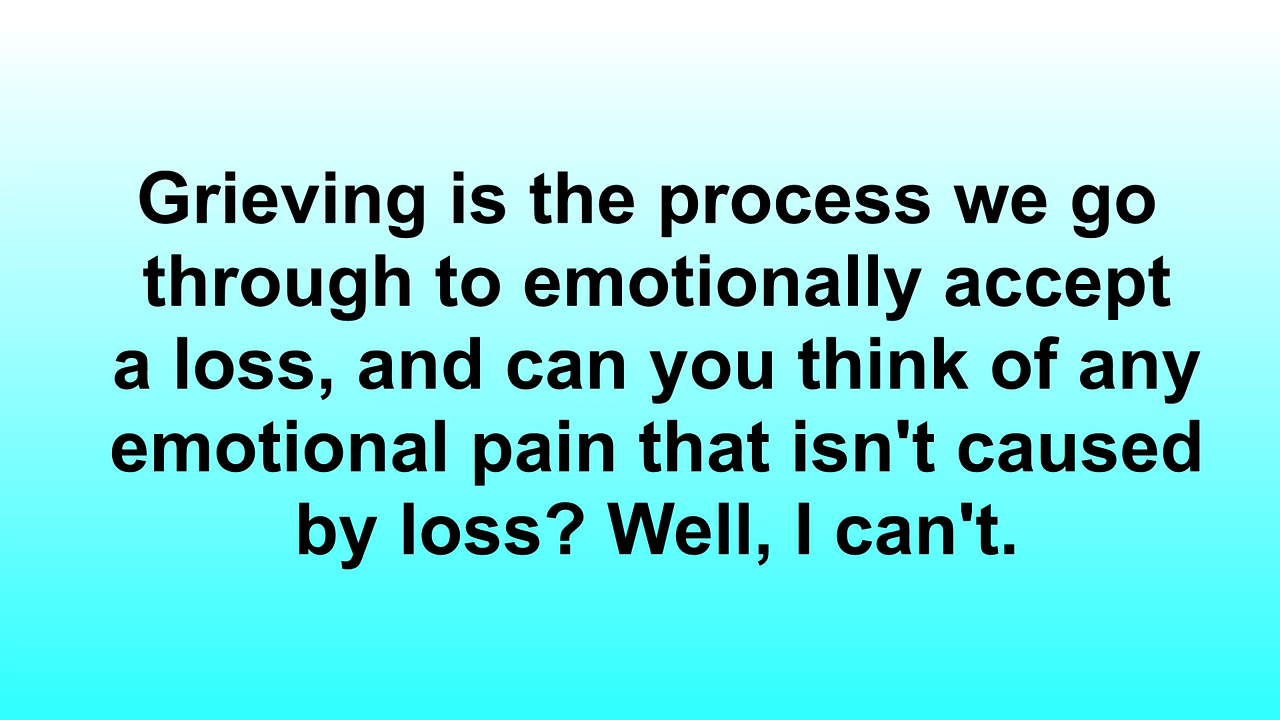 Grieving is the process we go
through to emotionally accept
a loss, and can you think of any
emotional pain that isn't caused
by loss? Well, I can't.